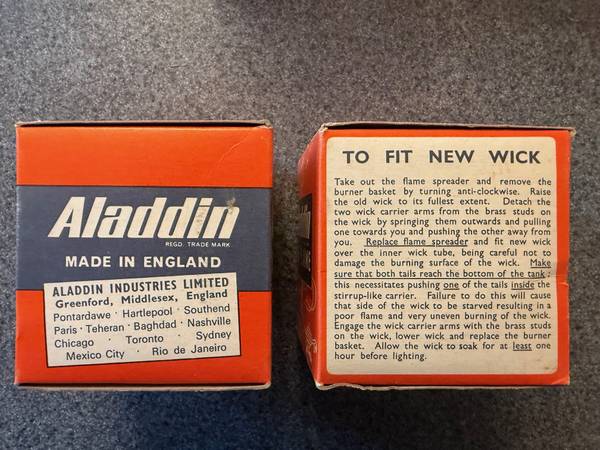 Aladdin
REGD. TRADE MARK
MADE IN ENGLAND
ALADDIN INDUSTRIES LIMITED
Greenford, Middlesex, England
Pontardawe · Hartlepool · Southend
Paris · Teheran · Baghdad · Nashville
Chicago · Toronto · Sydney
Mexico City · Rio de Janeiro
TO FIT NEW WICK
Take out the flame spreader and remove the
burner basket by turning anti-clockwise. Raise
the old wick to its fullest extent. Detach the
two wick carrier arms from the brass studs on
the wick by springing them outwards and pulling
one towards you and pushing the other away from
you. Replace flame spreader and fit new wick
over the inner wick tube, being careful not to
damage the burning surface of the wick. Make
sure that both tails reach the bottom of the tank ;
this necessitates pushing one of the tails inside the
stirrup-like carrier. Failure to do this will cause
that side of the wick to be starved resulting in a
poor flame and very uneven burning of the wick.
Engage the wick carrier arms with the brass studs
on the wick, lower wick and replace the burner
basket. Allow the wick to soak for at least one
hour before lighting.